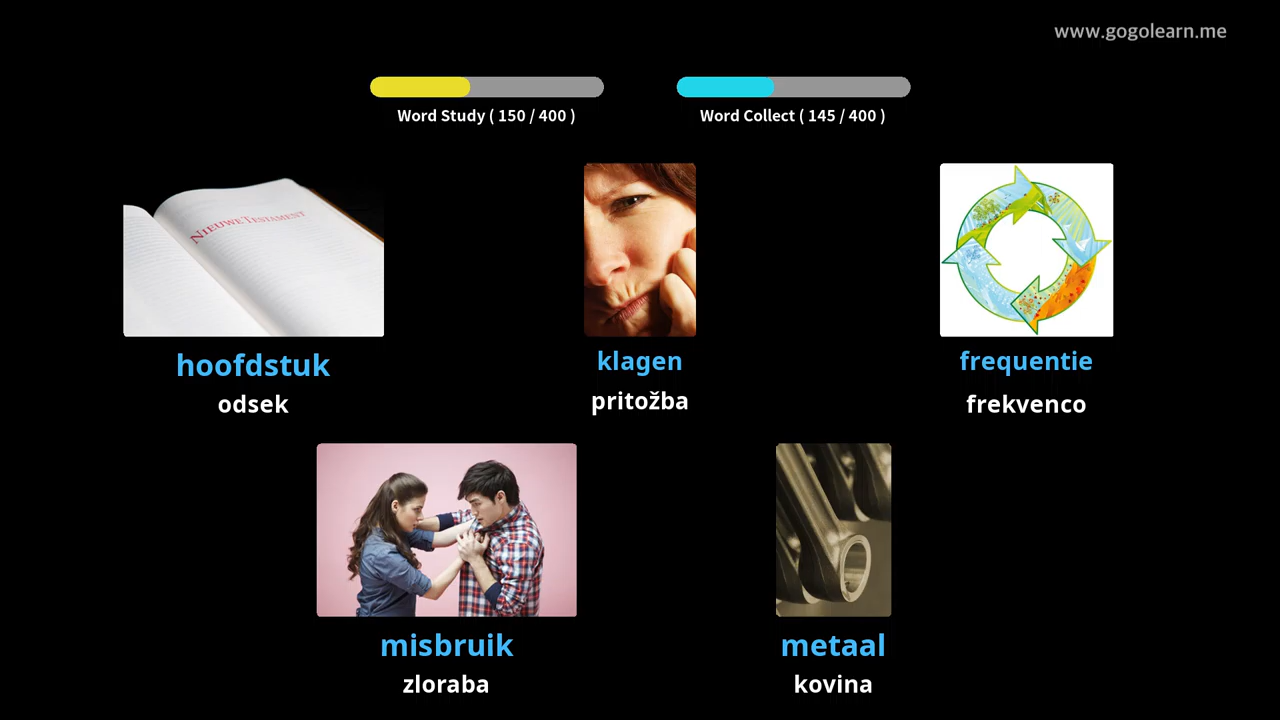 www.gogolearn.me
Word Study ( 150 / 400 )
Word Collect ( 145 / 400 )
NIEUWE TESTAMENT
hoofdstuk
odsek
klagen
pritožba
frequentie
frekvenco
misbruik
zloraba
metaal
kovina